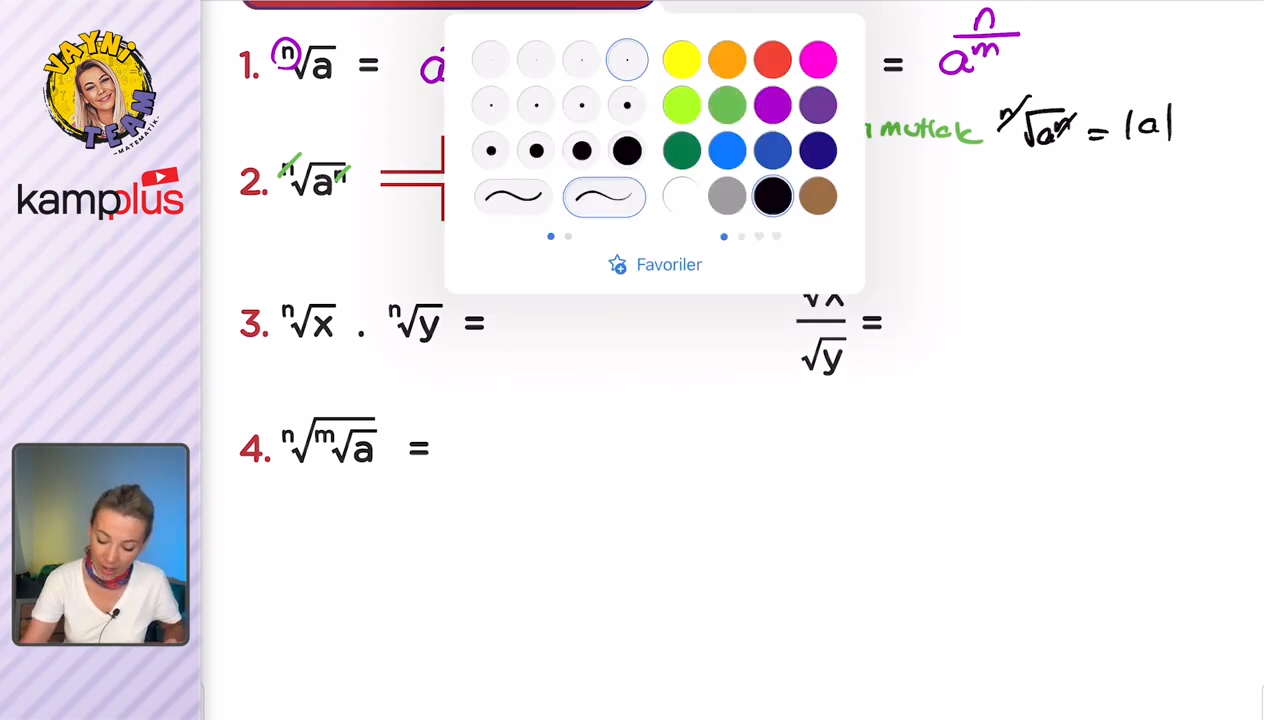 VAYNİ TEAM
-MATEMATİK-
kampplus
1. ⁿ√a = a = a^n/m
mutlak ⁿ√aⁿ = |a|
2. ⁿ√aⁿ
Favoriler
3. ⁿ√x . ⁿ√y = √x/√y =
4. ⁿ√ᵐ√a =